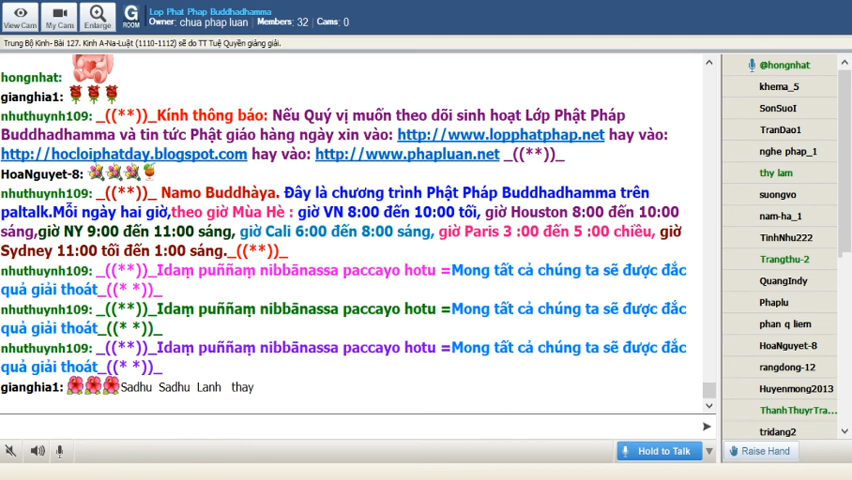 View Cam
My Cam
Enlarge
G
ROOM
Lop Phat Phap Buddhadhamma
Owner: chua phap luan Members: 32 Cams: 0
Trung Bộ Kinh- Bài 127. Kinh A-Na-Luật (1110-1112) sẽ do TT Tuệ Quyền giảng giải.
hongnhat:
gianghia1:
nhuthuynh109: _((**))_Kính thông báo: Nếu Quý vị muốn theo dõi sinh hoạt Lớp Phật Pháp
Buddhadhamma và tin tức Phật giáo hàng ngày xin vào: http://www.lopphatphap.net hay vào:
http://hocloiphatday.blogspot.com hay vào: http://www.phapluan.net _((**))_
HoaNguyet-8:
nhuthuynh109: _((**))_ Namo Buddhàya. Đây là chương trình Phật Pháp Buddhadhamma trên
paltalk.Mỗi ngày hai giờ,theo giờ Mùa Hè : giờ VN 8:00 đến 10:00 tối, giờ Houston 8:00 đến 10:00
sáng,giờ NY 9:00 đến 11:00 sáng, giờ Cali 6:00 đến 8:00 sáng, giờ Paris 3 :00 đến 5 :00 chiều, giờ
Sydney 11:00 tối đến 1:00 sáng._((**))_
nhuthuynh109: _((**))_Idaṃ puññaṃ nibbānassa paccayo hotu =Mong tất cả chúng ta sẽ được đắc
quả giải thoát_((* *))_
nhuthuynh109: _((**))_Idaṃ puññaṃ nibbānassa paccayo hotu =Mong tất cả chúng ta sẽ được đắc
quả giải thoát_((* *))_
nhuthuynh109: _((**))_Idaṃ puññaṃ nibbānassa paccayo hotu =Mong tất cả chúng ta sẽ được đắc
quả giải thoát_((* *))_
gianghia1: Sadhu Sadhu Lanh thay
Hold to Talk
@hongnhat
khema_5
SonSuoI
TranDao1
nghe phap_1
thy lam
suongvo
nam-ha_1
TinhNhu222
Trangthu-2
QuangIndy
Phaplu
phan q liem
HoaNguyet-8
rangdong-12
Huyenmong2013
ThanhThuyrTra...
tridang2
Raise Hand